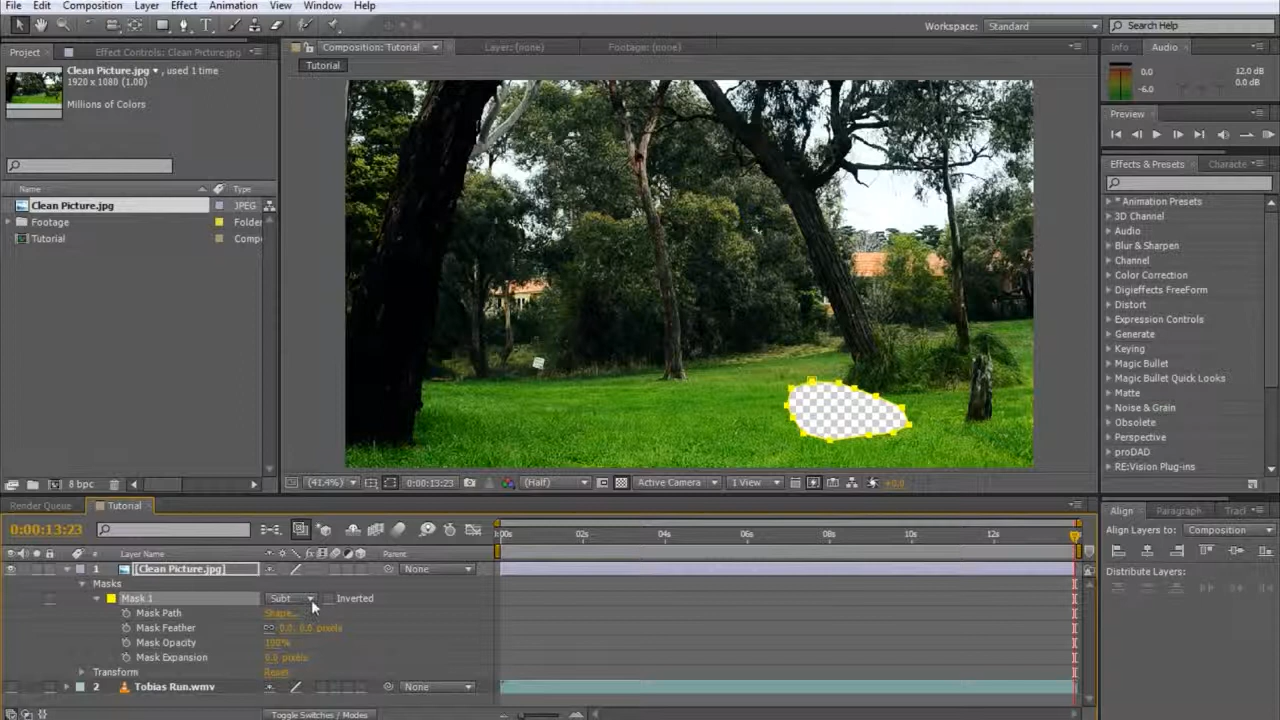 File Edit Composition Layer Effect Animation View Window Help
Workspace: Standard Search Help
Project Effect Controls: Clean Picture.jpg
Composition: Tutorial Layer: (none) Footage: (none)
Info Audio
Clean Picture.jpg , used 1 time
1920 x 1080 (1.00)
Millions of Colors
Tutorial
0.0 12.0 dB
-6.0 0.0 dB
Preview
Effects & Presets Characte
Name Type
Clean Picture.jpg JPEG
Footage Folder
Tutorial Compo
* Animation Presets
3D Channel
Audio
Blur & Sharpen
Channel
Color Correction
Digieffects FreeForm
Distort
Expression Controls
Generate
Keying
Magic Bullet
Magic Bullet Quick Looks
Matte
Noise & Grain
Obsolete
Perspective
proDAD
RE:Vision Plug-ins
8 bpc
(41.4%) 0:00:13:23 (Half) Active Camera 1 View +0.0
Render Queue Tutorial
Align Paragraph Tracl
0:00:13:23
Align Layers to: Composition
:00s 02s 04s 06s 08s 10s 12s
# Layer Name Parent
Distribute Layers:
1 [Clean Picture.jpg] None
Masks
Mask 1 Subt Inverted
Mask Path Shape...
Mask Feather 0.0, 0.0 pixels
Mask Opacity 100%
Mask Expansion 0.0 pixels
Transform Reset
2 Tobias Run.wmv None
Toggle Switches / Modes